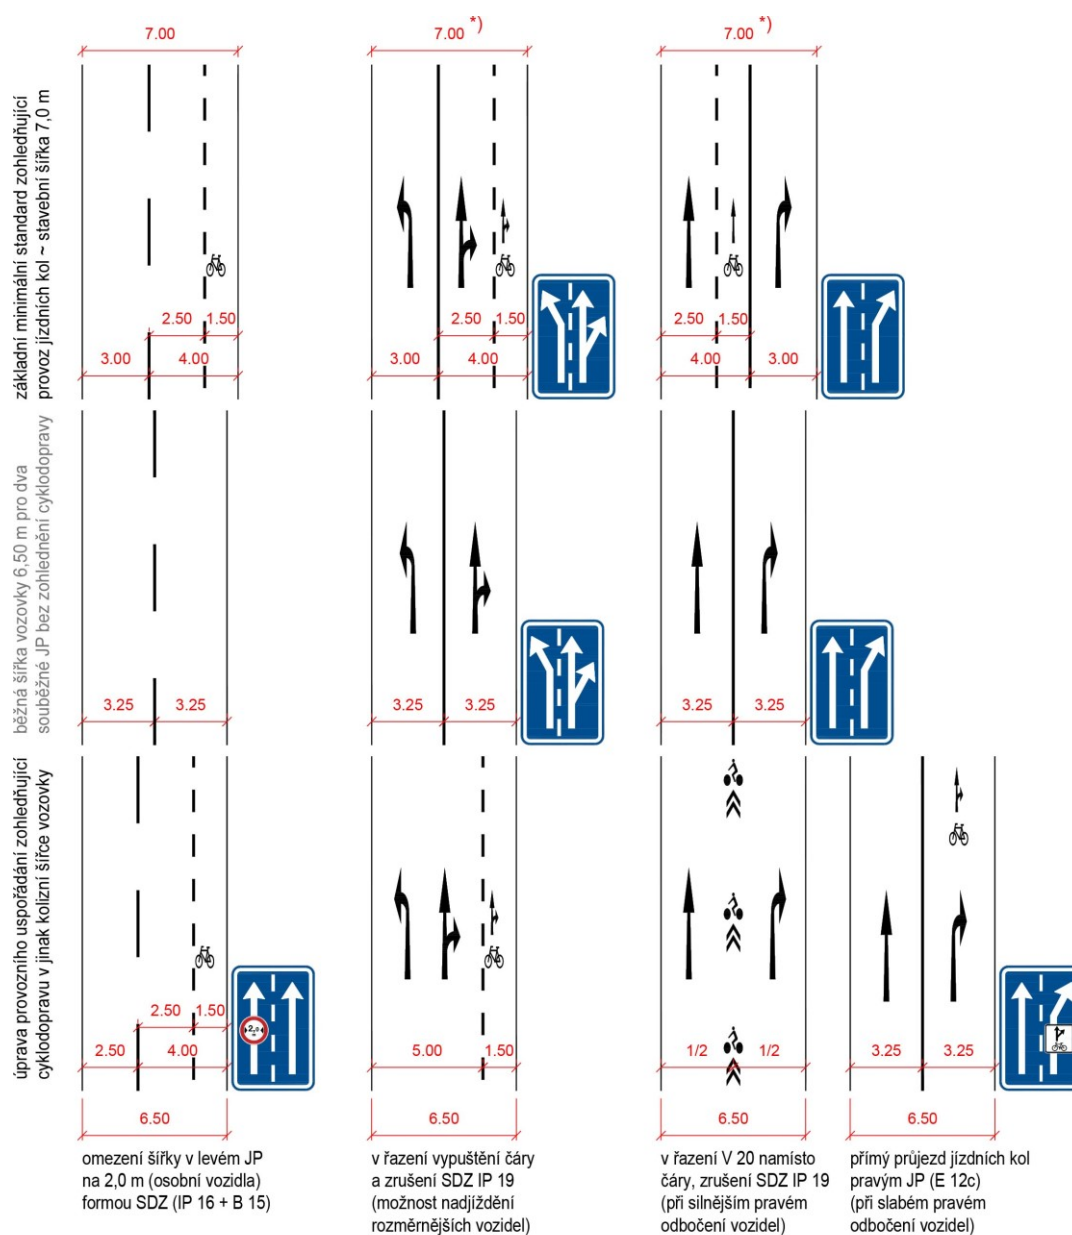 7.00
7.00 *)
7.00 *)
základní minimální standard zohledňující
provoz jízdních kol ~ stavební šířka 7,0 m
2.50 1.50
3.00 4.00
2.50 1.50
3.00 4.00
2.50 1.50
4.00 3.00
běžná šířka vozovky 6,50 m pro dva
souběžné JP bez zohlednění cyklodopravy
3.25 3.25
3.25 3.25
3.25 3.25
úprava provozního uspořádání zohledňující
cyklodopravu v jinak kolizní šířce vozovky
2,0
2.50 1.50
2.50 4.00
6.50
5.00 1.50
6.50
1/2 1/2
6.50
3.25 3.25
6.50
omezení šířky v levém JP
na 2,0 m (osobní vozidla)
formou SDZ (IP 16 + B 15)
v řazení vypuštění čáry
a zrušení SDZ IP 19
(možnost nadjíždění
rozměrnějších vozidel)
v řazení V 20 namísto
čáry, zrušení SDZ IP 19
(při silnějším pravém
odbočení vozidel)
přímý průjezd jízdních kol
pravým JP (E 12c)
(při slabém pravém
odbočení vozidel)